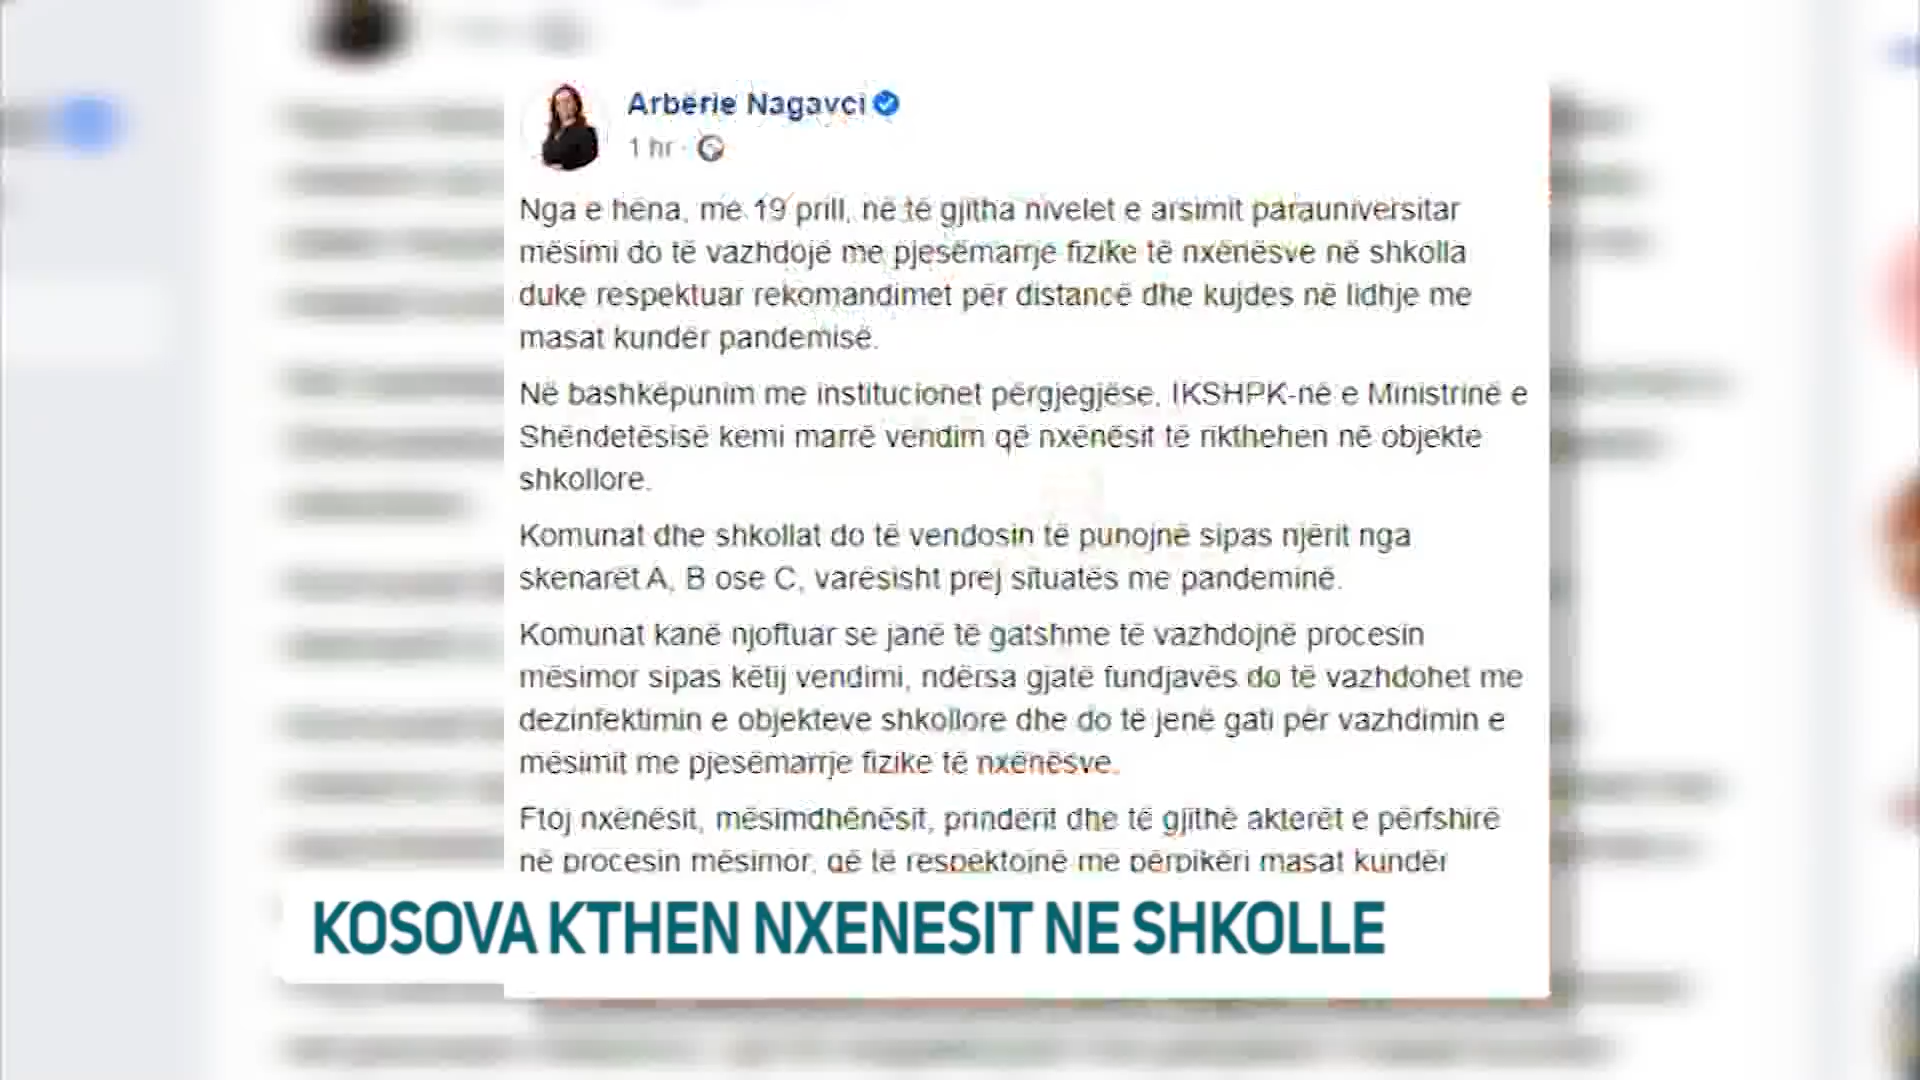 Arbërie Nagavci
1 hr ·
Nga e hëna, me 19 prill, në të gjitha nivelet e arsimit parauniversitar
mësimi do të vazhdojë me pjesëmarrje fizike të nxënësve në shkolla
duke respektuar rekomandimet për distancë dhe kujdes në lidhje me
masat kundër pandemisë.
Në bashkëpunim me institucionet përgjegjëse, IKSHPK-në e Ministrinë e
Shëndetësisë kemi marrë vendim që nxënësit të rikthehen në objekte
shkollore.
Komunat dhe shkollat do të vendosin të punojnë sipas njërit nga
skenarët A, B ose C, varësisht prej situatës me pandeminë.
Komunat kanë njoftuar se janë të gatshme të vazhdojnë procesin
mësimor sipas këtij vendimi, ndërsa gjatë fundjavës do të vazhdohet me
dezinfektimin e objekteve shkollore dhe do të jenë gati për vazhdimin e
mësimit me pjesëmarrje fizike të nxënësve.
Ftoj nxënësit, mësimdhënësit, prindërit dhe të gjithë akterët e përfshirë
në procesin mësimor, që të respektojnë me përpikëri masat kundër
KOSOVA KTHEN NXENESIT NE SHKOLLE